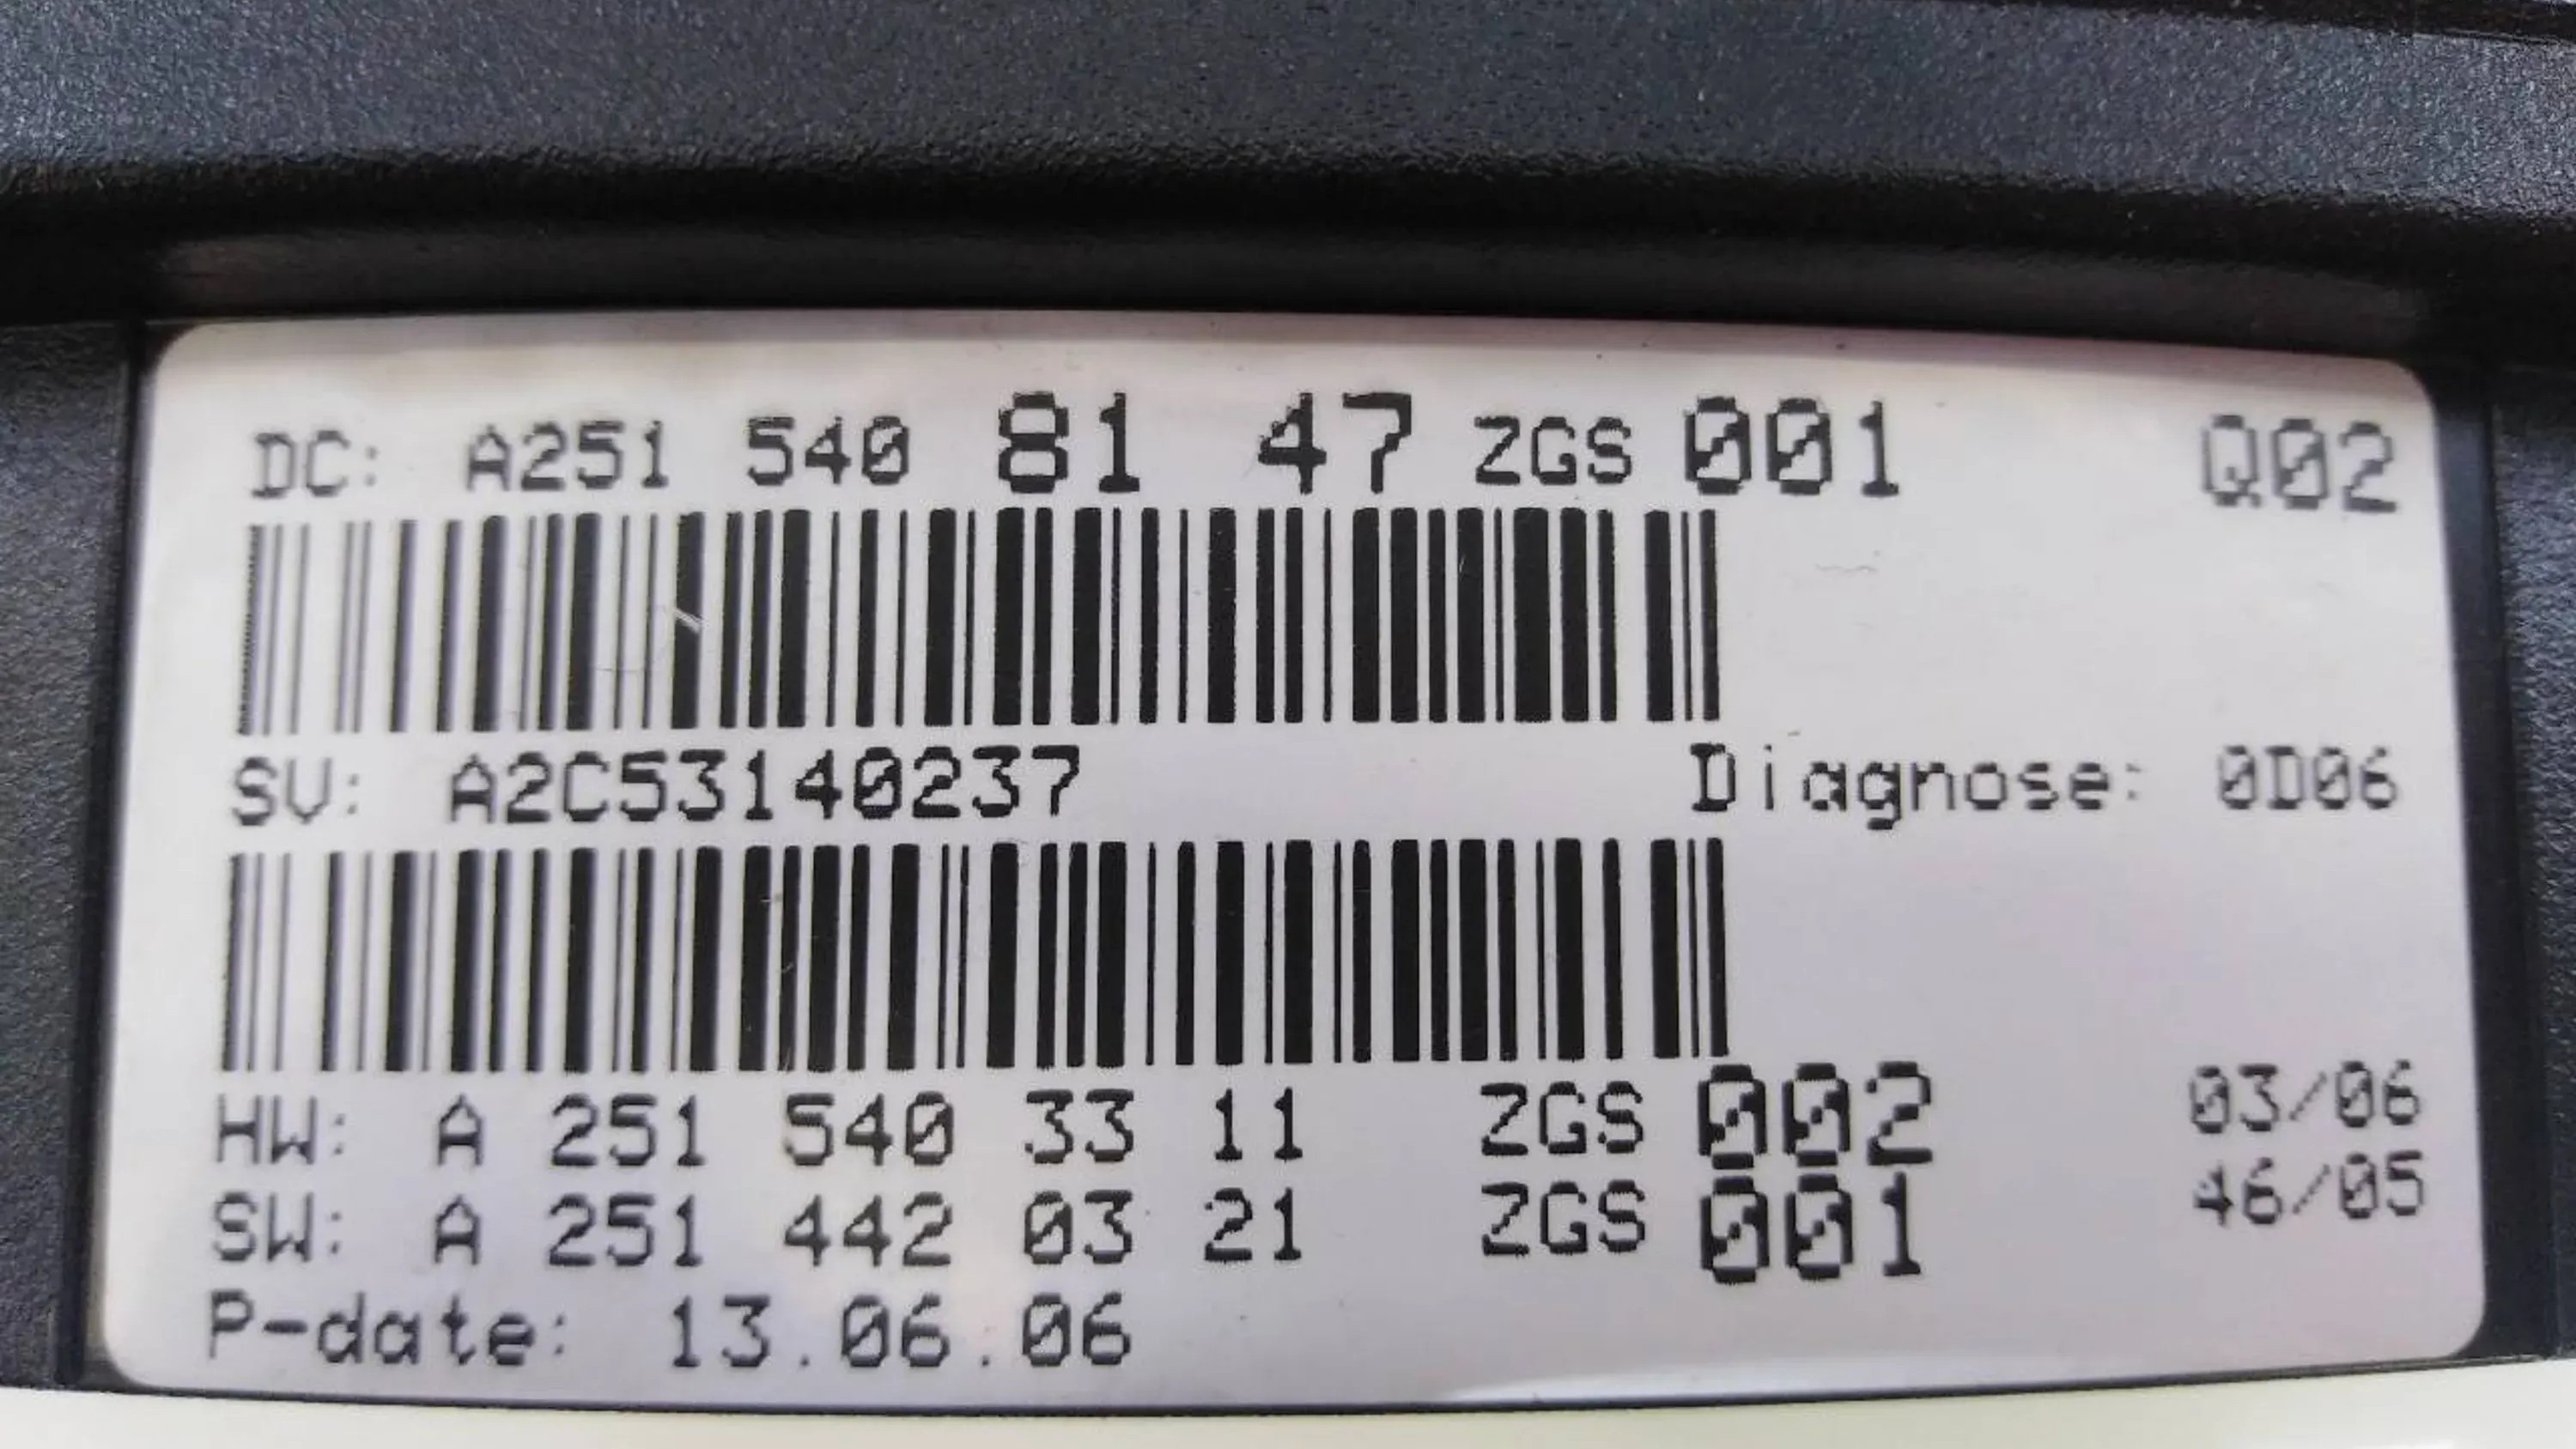 DC: A251 540 81 47 ZGS 001 Q02
SV: A2C53140237 Diagnose: 0D06
HW: A 251 540 33 11 ZGS 002 03/06
SW: A 251 442 03 21 ZGS 001 46/05
P-date: 13.06.06